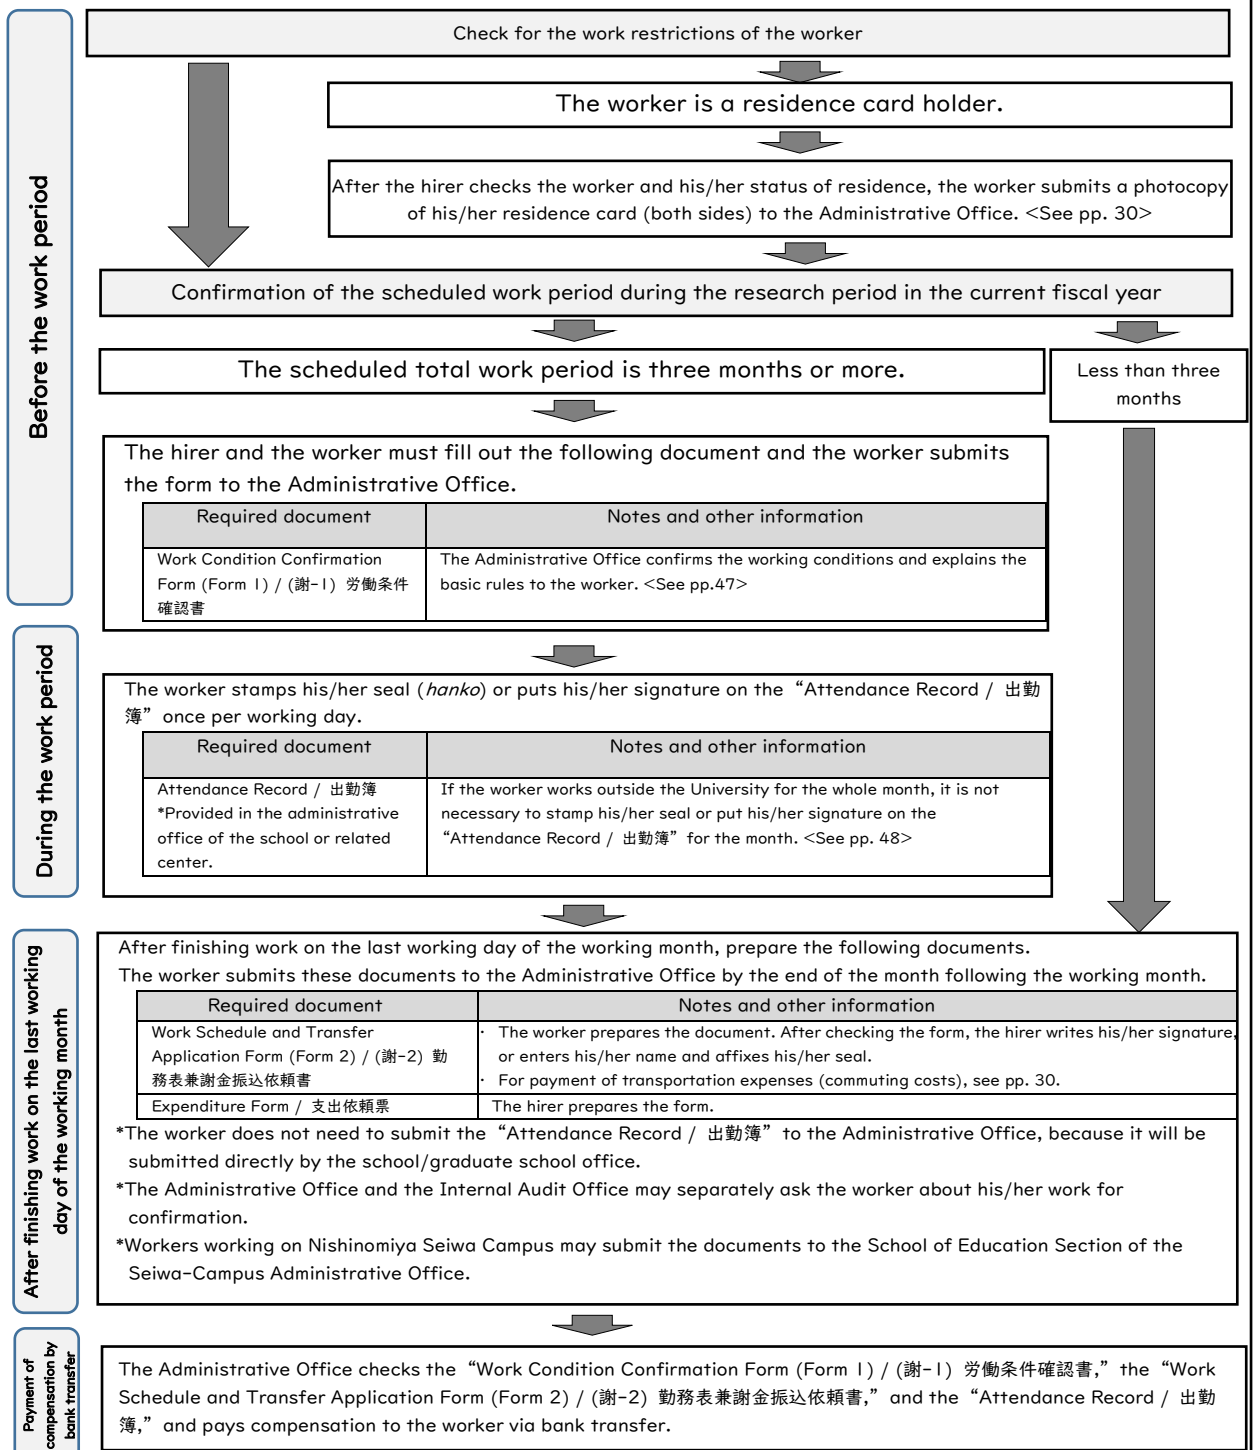 Before the work period
Check for the work restrictions of the worker
The worker is a residence card holder.
After the hirer checks the worker and his/her status of residence, the worker submits a photocopy
of his/her residence card (both sides) to the Administrative Office. <See pp. 30>
Confirmation of the scheduled work period during the research period in the current fiscal year
The scheduled total work period is three months or more.
Less than three
months
The hirer and the worker must fill out the following document and the worker submits
the form to the Administrative Office.
Required document
Notes and other information
Work Condition Confirmation
Form (Form 1) / (謝-1) 労働条件
確認書
The Administrative Office confirms the working conditions and explains the
basic rules to the worker. <See pp.47>
During the work period
The worker stamps his/her seal (hanko) or puts his/her signature on the “Attendance Record / 出勤
簿” once per working day.
Required document
Notes and other information
Attendance Record / 出勤簿
*Provided in the administrative
office of the school or related
center.
If the worker works outside the University for the whole month, it is not
necessary to stamp his/her seal or put his/her signature on the
“Attendance Record / 出勤簿” for the month. <See pp. 48>
After finishing work on the last working
day of the working month
After finishing work on the last working day of the working month, prepare the following documents.
The worker submits these documents to the Administrative Office by the end of the month following the working month.
Required document
Notes and other information
Work Schedule and Transfer
Application Form (Form 2) / (謝-2) 勤
務表兼謝金振込依頼書
· The worker prepares the document. After checking the form, the hirer writes his/her signature,
or enters his/her name and affixes his/her seal.
· For payment of transportation expenses (commuting costs), see pp. 30.
Expenditure Form / 支出依頼票
The hirer prepares the form.
*The worker does not need to submit the “Attendance Record / 出勤簿” to the Administrative Office, because it will be
submitted directly by the school/graduate school office.
*The Administrative Office and the Internal Audit Office may separately ask the worker about his/her work for
confirmation.
*Workers working on Nishinomiya Seiwa Campus may submit the documents to the School of Education Section of the
Seiwa-Campus Administrative Office.
Payment of
compensation by
bank transfer
The Administrative Office checks the “Work Condition Confirmation Form (Form 1) / (謝-1) 労働条件確認書,” the “Work
Schedule and Transfer Application Form (Form 2) / (謝-2) 勤務表兼謝金振込依頼書,” and the “Attendance Record / 出勤
簿,” and pays compensation to the worker via bank transfer.